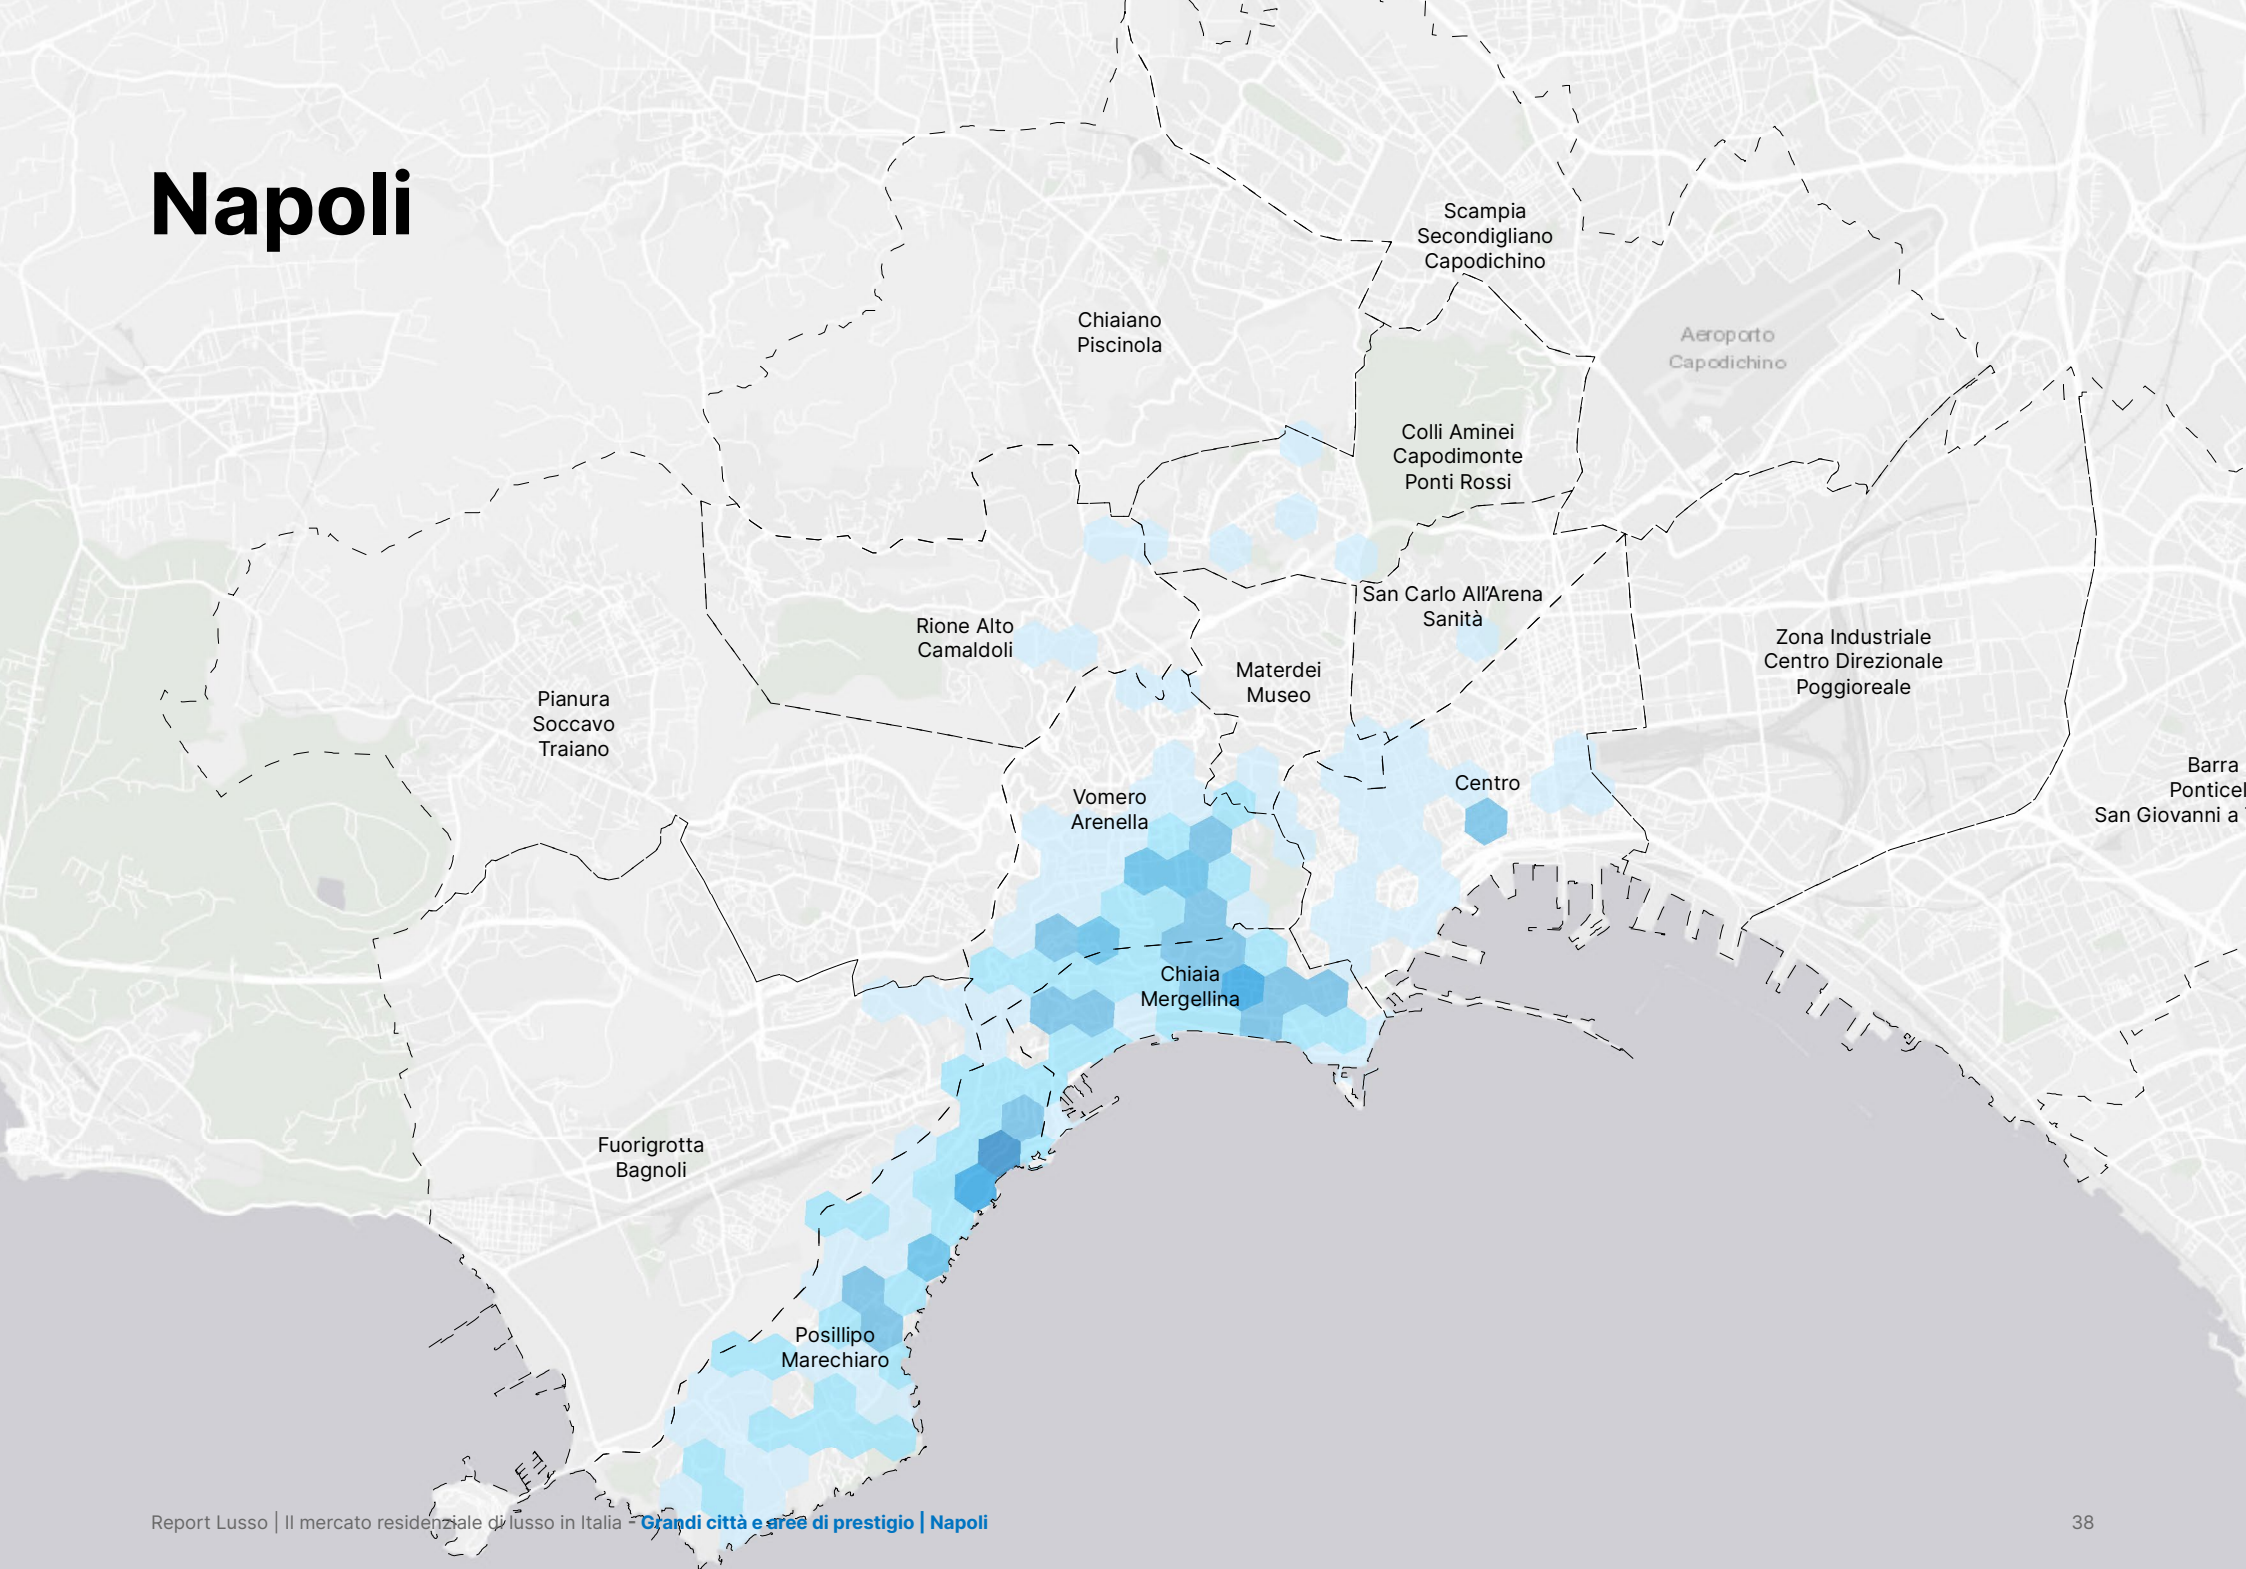 Napoli
Scampia
Secondigliano
Capodichino
Chiaiano
Piscinola
Aeroporto
Capodichino
Colli Aminei
Capodimonte
Ponti Rossi
San Carlo All'Arena
Sanità
Rione Alto
Camaldoli
Zona Industriale
Centro Direzionale
Poggioreale
Materdei
Museo
Pianura
Soccavo
Traiano
Barra
Ponticel
San Giovanni a
Centro
Vomero
Arenella
Chiaia
Mergellina
Fuorigrotta
Bagnoli
Posillipo
Marechiaro
Report Lusso | Il mercato residenziale di lusso in Italia - Grandi città e aree di prestigio | Napoli
38